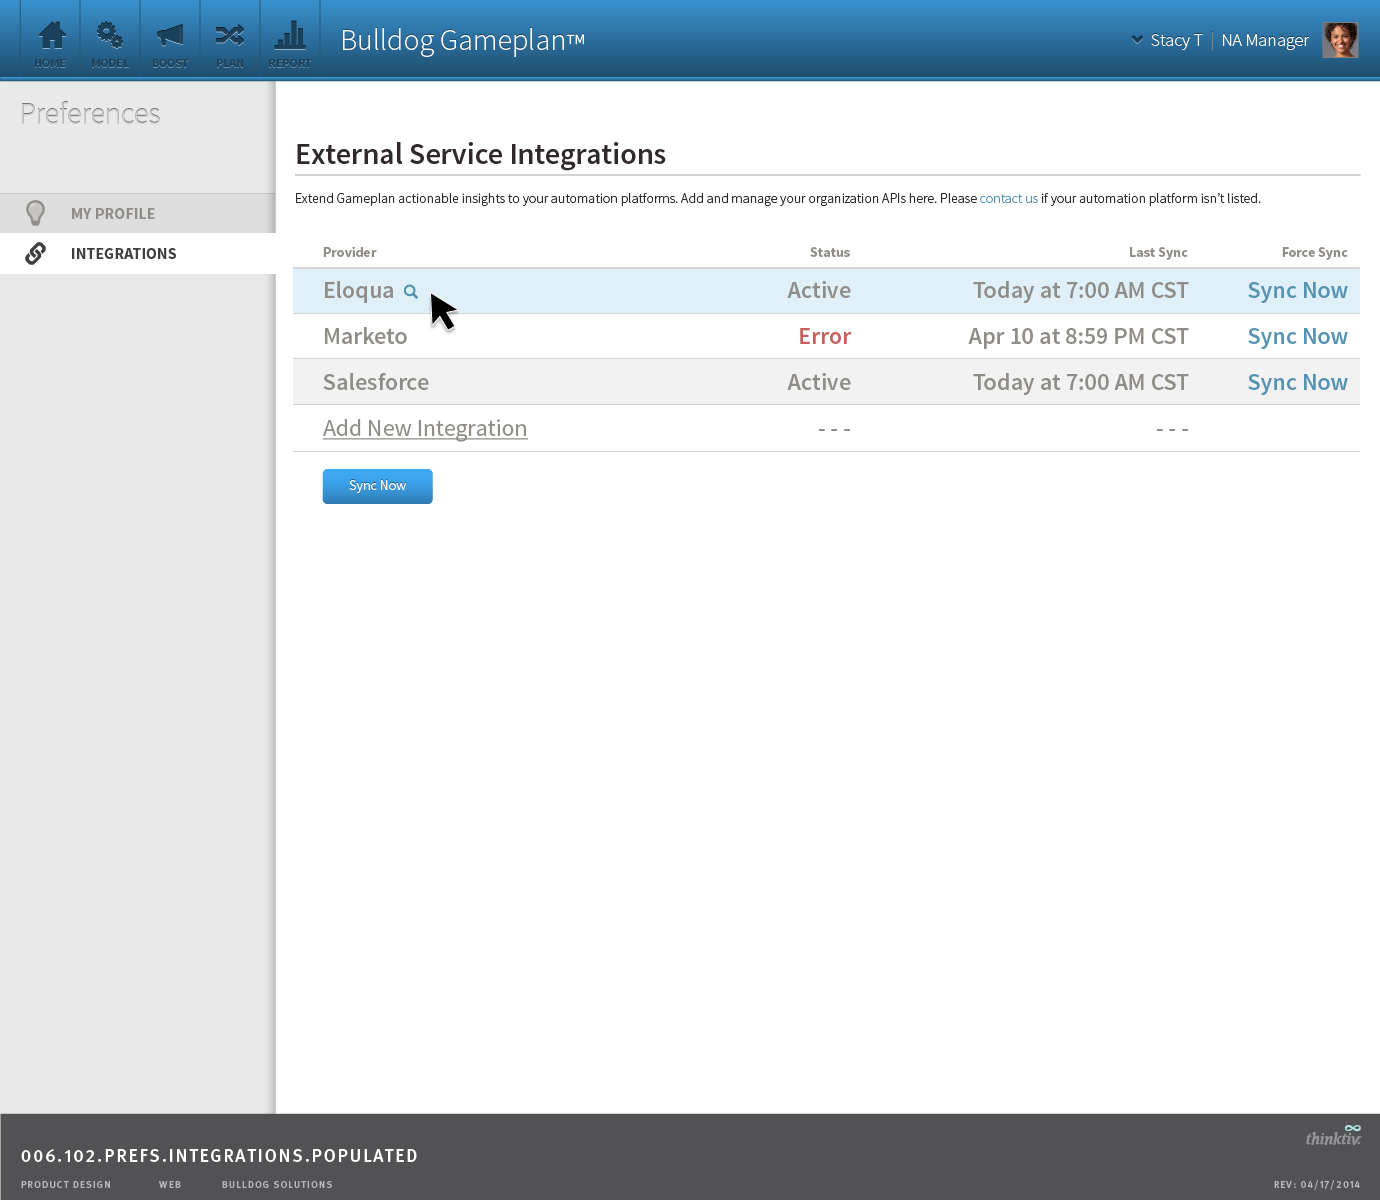 HOME MODEL BOOST PLAN REPORT
Bulldog Gameplan™
Stacy T | NA Manager
Preferences
MY PROFILE
INTEGRATIONS
External Service Integrations
Extend Gameplan actionable insights to your automation platforms. Add and manage your organization APIs here. Please contact us if your automation platform isn't listed.
Provider Status Last Sync Force Sync
Eloqua Active Today at 7:00 AM CST Sync Now
Marketo Error Apr 10 at 8:59 PM CST Sync Now
Salesforce Active Today at 7:00 AM CST Sync Now
Add New Integration - - - - - -
Sync Now
thinktiv.
006.102.PREFS.INTEGRATIONS.POPULATED
PRODUCT DESIGN WEB BULLDOG SOLUTIONS REV: 04/17/2014